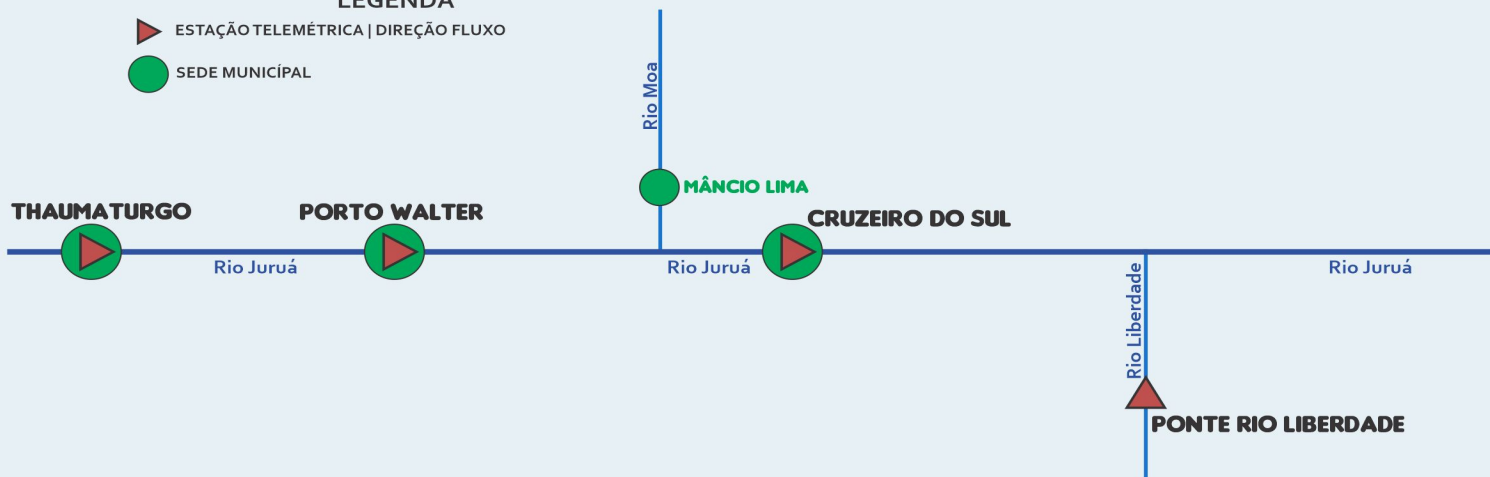 LEGENDA
ESTAÇÃO TELEMÉTRICA | DIREÇÃO FLUXO
SEDE MUNICÍPAL
Rio Moa
MÂNCIO LIMA
THAUMATURGO
PORTO WALTER
CRUZEIRO DO SUL
Rio Juruá
Rio Juruá
Rio Juruá
Rio Liberdade
PONTE RIO LIBERDADE